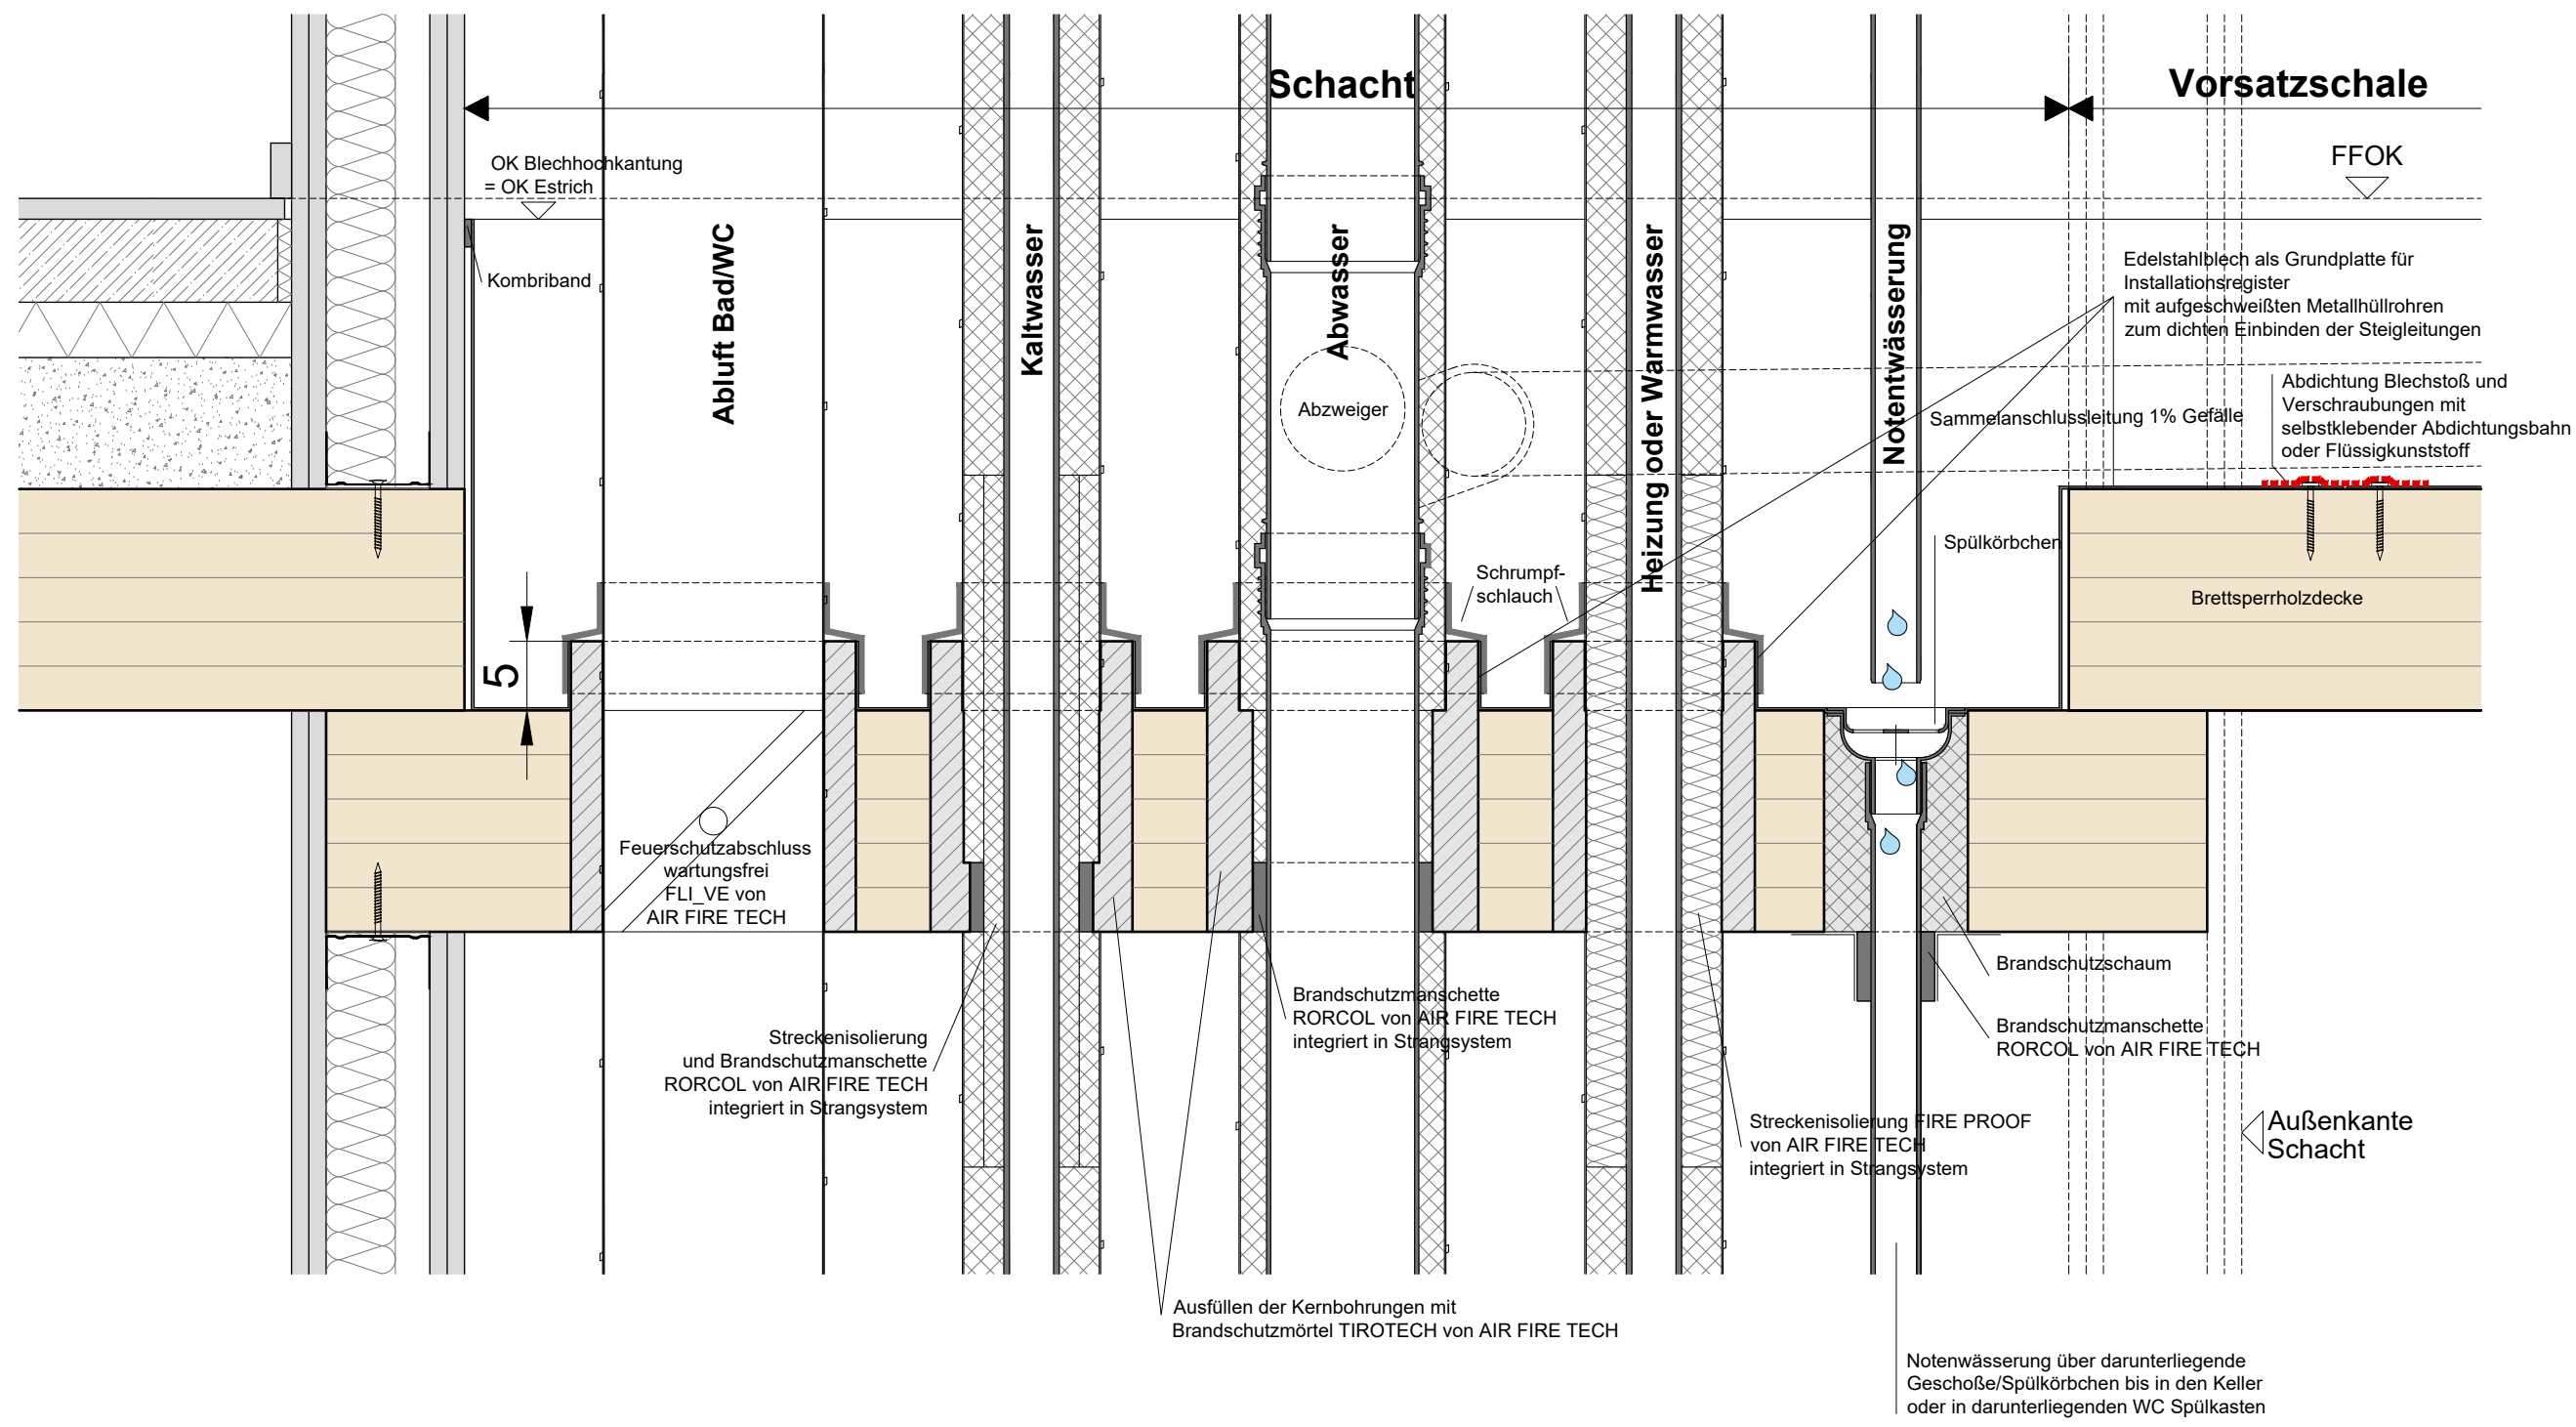 Schacht
Vorsatzschale
OK Blechhochkantung
= OK Estrich
FFOK
Kombriband
Abluft Bad/WC
Kaltwasser
Abwasser
Heizung oder Warmwasser
Notentwässerung
Edelstahlblech als Grundplatte für
Installationsregister
mit aufgeschweißten Metallhüllrohren
zum dichten Einbinden der Steigleitungen
Abzweiger
Sammelanschlussleitung 1% Gefälle
Abdichtung Blechstoß und
Verschraubungen mit
selbstklebender Abdichtungsbahn
oder Flüssigkunststoff
Spülkörbchen
Schrumpf-
schlauch
Brettsperrholzdecke
5
Feuerschutzabschluss
wartungsfrei
FLI_VE von
AIR FIRE TECH
Brandschutzschaum
Brandschutzmanschette
RORCOL von AIR FIRE TECH
integriert in Strangsystem
Streckenisolierung
und Brandschutzmanschette
RORCOL von AIR FIRE TECH
integriert in Strangsystem
Brandschutzmanschette
RORCOL von AIR FIRE TECH
Streckenisolierung FIRE PROOF
von AIR FIRE TECH
integriert in Strangsystem
Außenkante
Schacht
Ausfüllen der Kernbohrungen mit
Brandschutzmörtel TIROTECH von AIR FIRE TECH
Notenwässerung über darunterliegende
Geschoße/Spülkörbchen bis in den Keller
oder in darunterliegenden WC Spülkasten